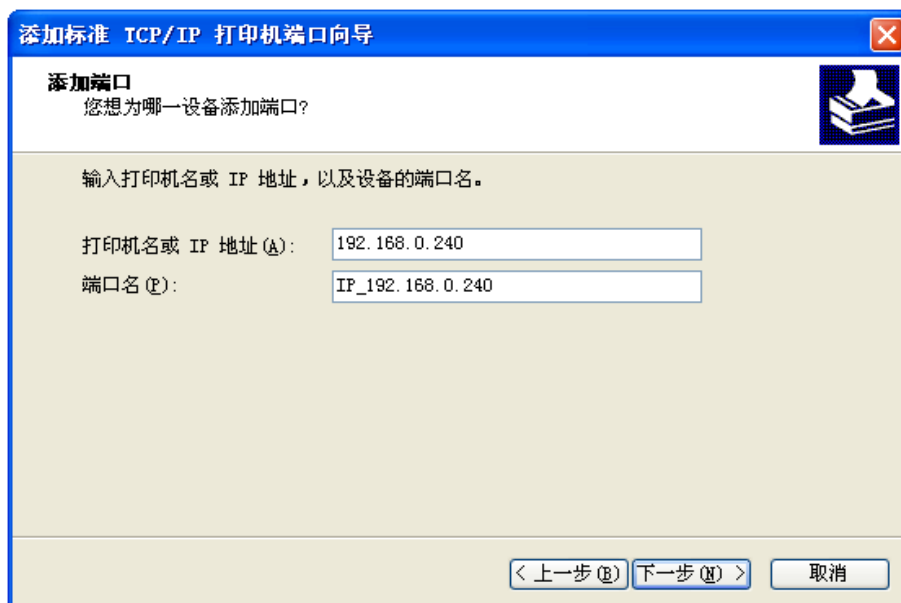 添加标准 TCP/IP 打印机端口向导
添加端口
您想为哪一设备添加端口?
输入打印机名或 IP 地址,以及设备的端口名。
打印机名或 IP 地址(A): 192.168.0.240
端口名(P): IP_192.168.0.240
< 上一步(B) 下一步(N) > 取消